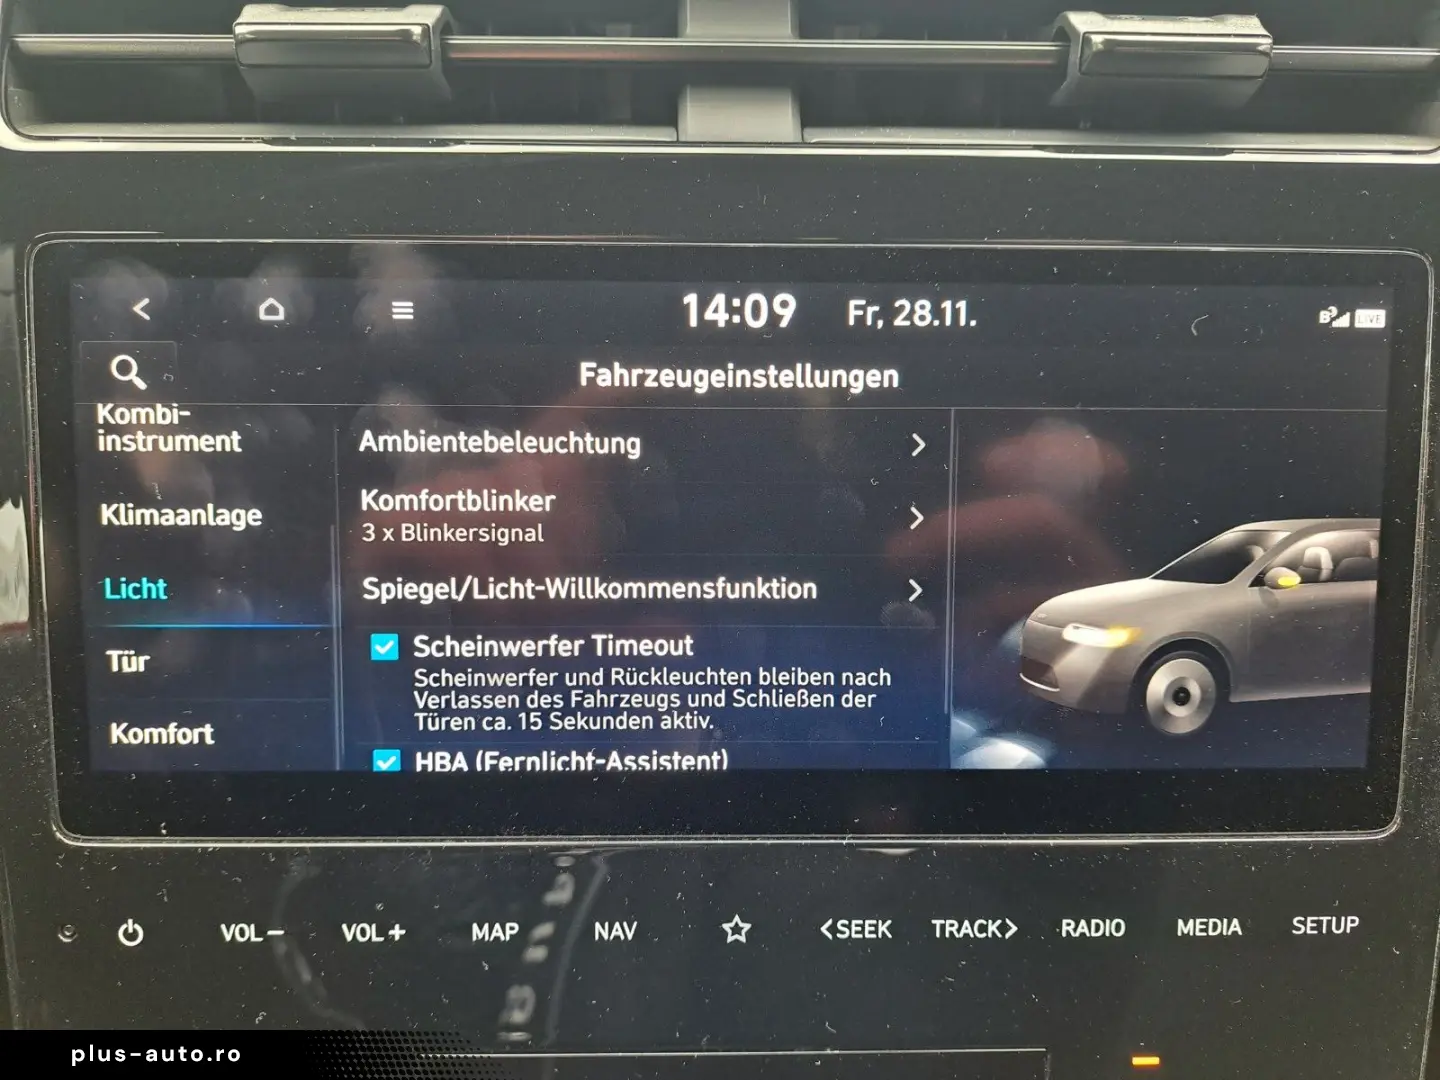 14:09 Fr, 28.11.
LIVE
Fahrzeugeinstellungen
Kombi-
instrument
Klimaanlage
Licht
Tür
Komfort
Ambientebeleuchtung
Komfortblinker
3 x Blinkersignal
Spiegel/Licht-Willkommensfunktion
Scheinwerfer Timeout
Scheinwerfer und Rückleuchten bleiben nach
Verlassen des Fahrzeugs und Schließen der
Türen ca. 15 Sekunden aktiv.
HBA (Fernlicht-Assistent)
VOL− VOL+ MAP NAV <SEEK TRACK> RADIO MEDIA SETUP
plus-auto.ro